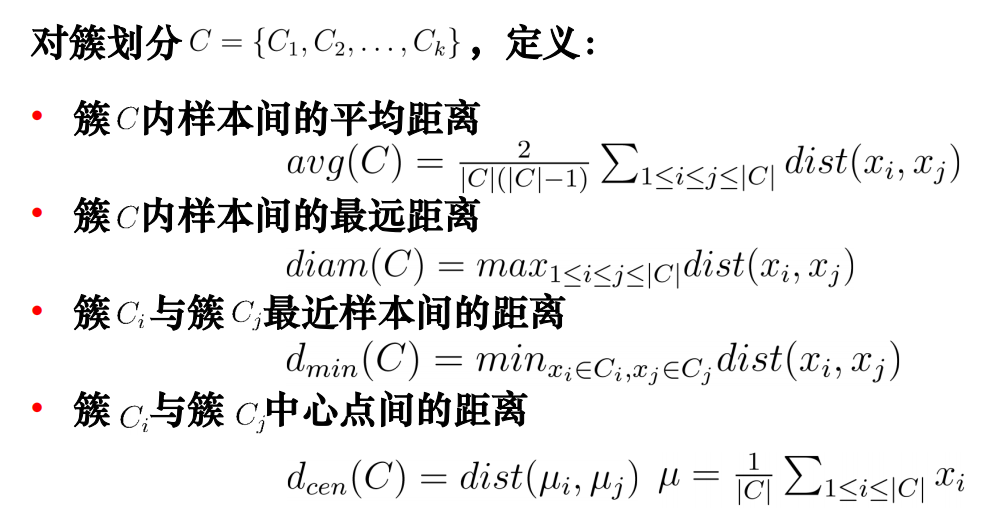 对簇划分 $C = \{C_1, C_2, \ldots, C_k\}$ ，定义：
• 簇 $C$ 内样本间的平均距离
$avg(C) = \frac{2}{|C|(|C|-1)} \sum_{1 \leq i \leq j \leq |C|} dist(x_i, x_j)$
• 簇 $C$ 内样本间的最远距离
$diam(C) = max_{1 \leq i \leq j \leq |C|} dist(x_i, x_j)$
• 簇 $C_i$ 与簇 $C_j$ 最近样本间的距离
$d_{min}(C) = min_{x_i \in C_i, x_j \in C_j} dist(x_i, x_j)$
• 簇 $C_i$ 与簇 $C_j$ 中心点间的距离
$d_{cen}(C) = dist(\mu_i, \mu_j) \ \mu = \frac{1}{|C|} \sum_{1 \leq i \leq |C|} x_i$